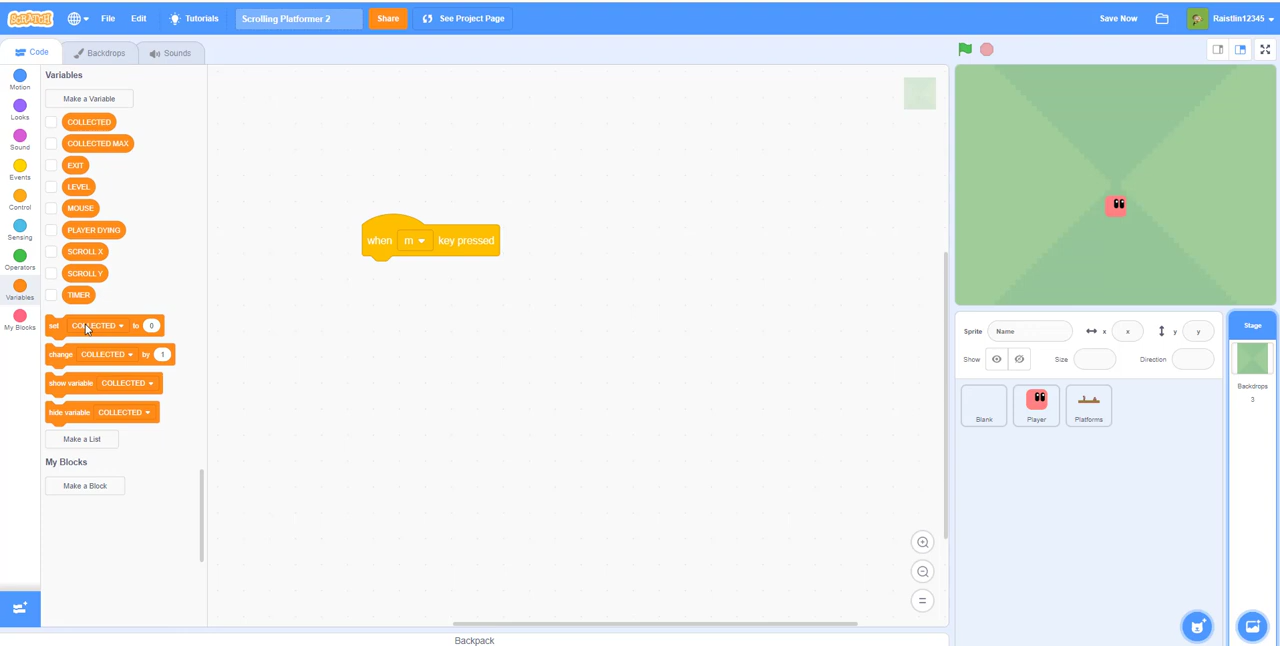 SCRATCH File Edit Tutorials Scrolling Platformer 2 Share See Project Page Save Now Raistlin12345
Code Backdrops Sounds
Motion
Looks
Sound
Events
Control
Sensing
Operators
Variables
My Blocks
Variables
Make a Variable
COLLECTED
COLLECTED MAX
EXIT
LEVEL
MOUSE
PLAYER DYING
SCROLL X
SCROLL Y
TIMER
set COLLECTED to 0
change COLLECTED by 1
show variable COLLECTED
hide variable COLLECTED
Make a List
My Blocks
Make a Block
when m key pressed
Backpack
Sprite Name x x y y
Show Size Direction
Blank Player Platforms
Stage
Backdrops
3